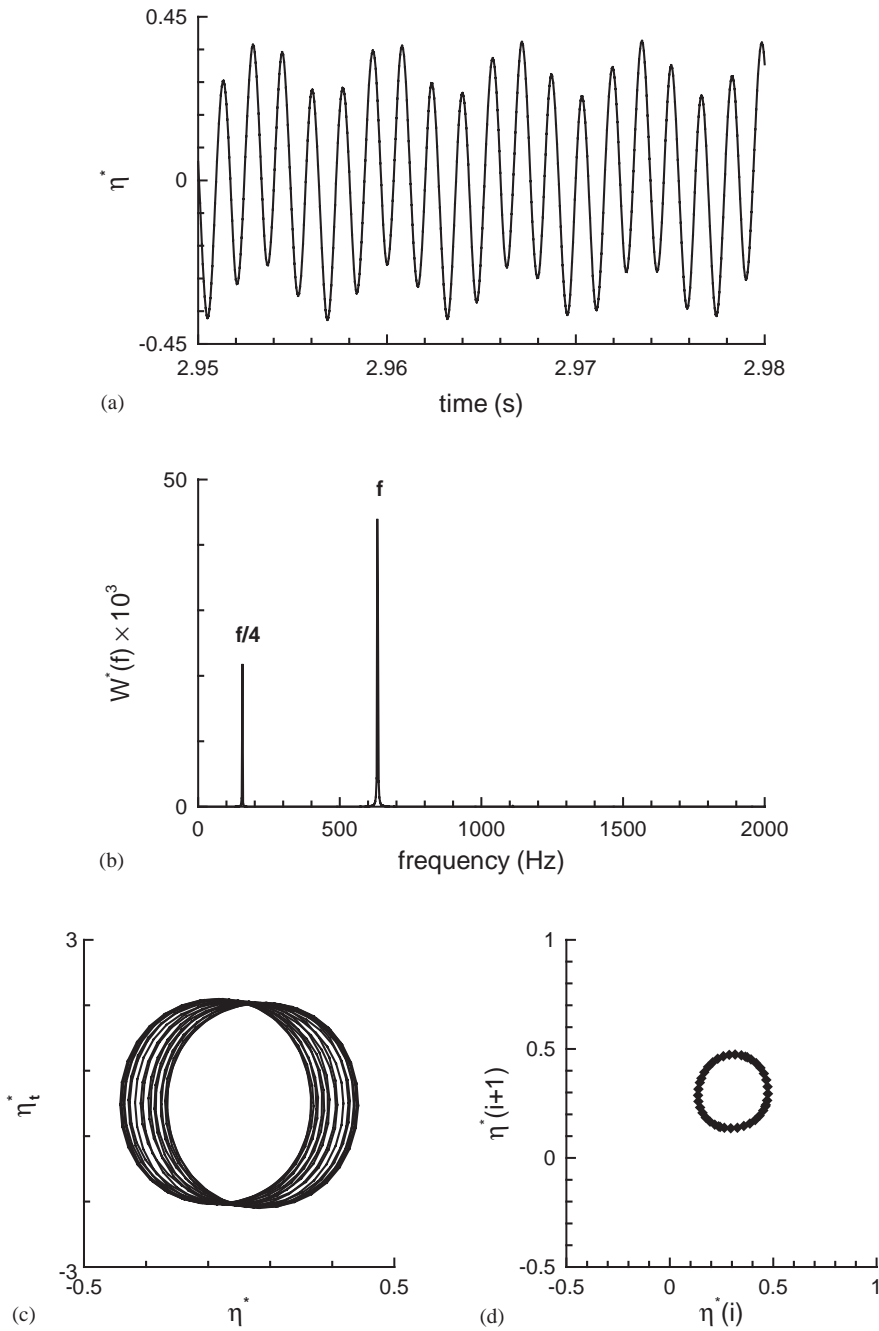 0.45
η*
0
-0.45
2.95
2.96
2.97
2.98
(a)
time (s)
50
f
W*(f) × 10³
f/4
0
0
500
1000
1500
2000
(b)
frequency (Hz)
3
η*t
-3
-0.5
0.5
(c)
η*
1
0.5
η*(i+1)
0
-0.5
-0.5
0
0.5
1
(d)
η*(i)